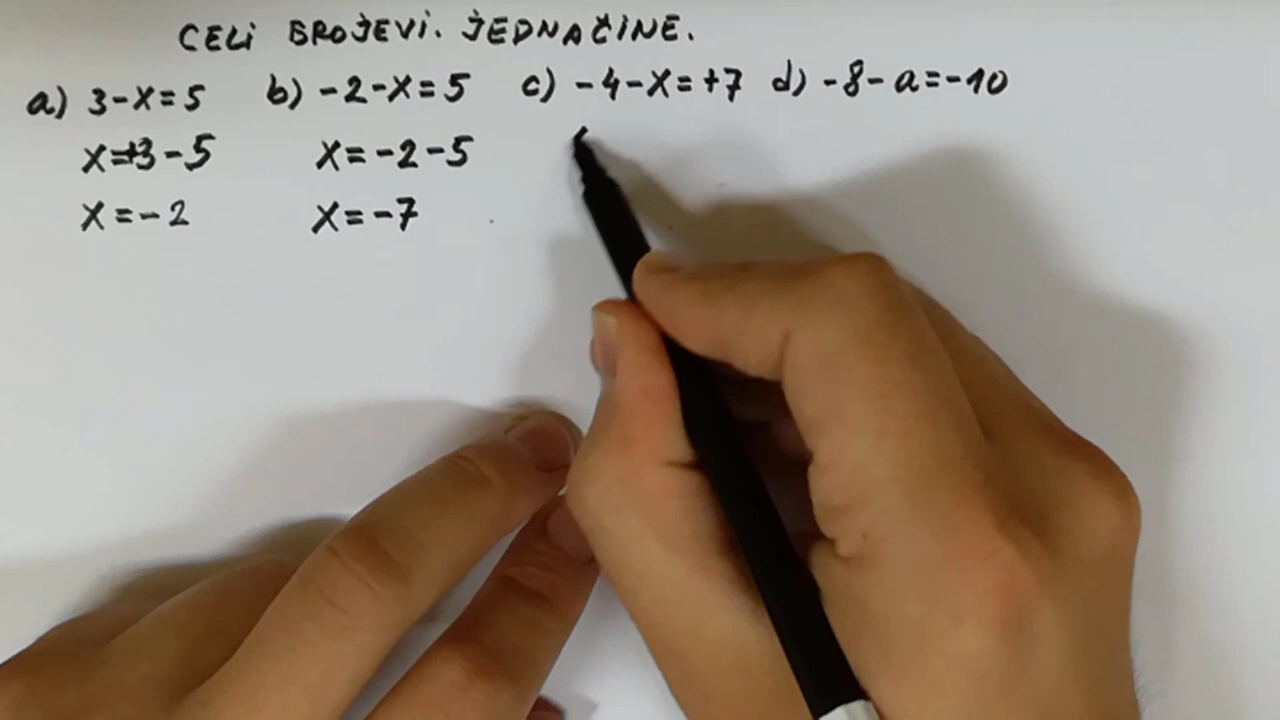 CELI BROJEVI. JEDNAČINE.
a) 3-x=5 b) -2-x=5 c) -4-x=+7 d) -8-a=-10
x=+3-5 x=-2-5
x=-2 x=-7